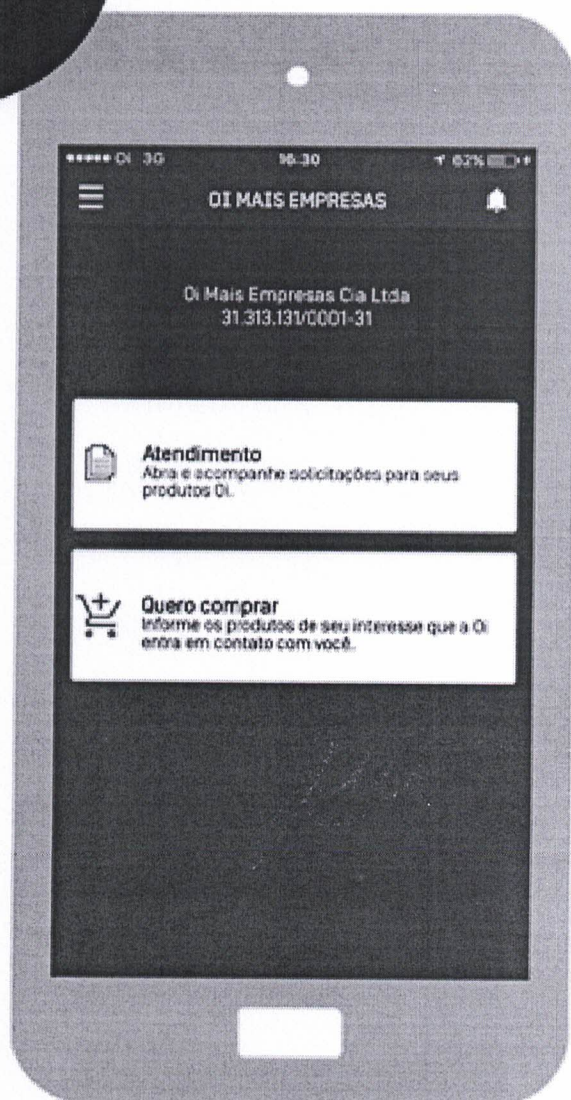 Oi 3G 16:30 62%
OI MAIS EMPRESAS
Oi Mais Empresas Cia Ltda
31.313.131/0001-31
Atendimento
Abra e acompanhe solicitações para seus
produtos Oi.
Quero comprar
Informe os produtos de seu interesse que a Oi
entra em contato com você.